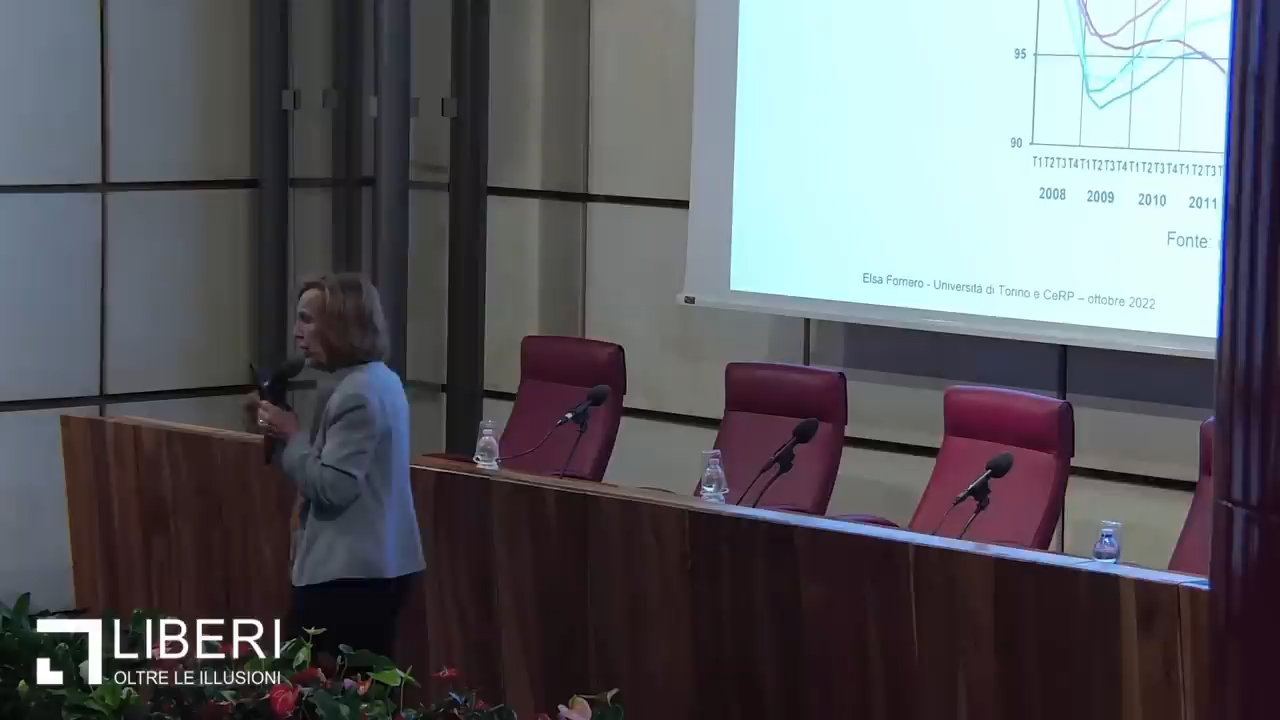 95
90
T1T2T3T4T1T2T3T4T1T2T3T4T1T2T3T
2008 2009 2010 2011
Fonte:
Elsa Fornero - Università di Torino e CeRP – ottobre 2022
LIBERI
OLTRE LE ILLUSIONI